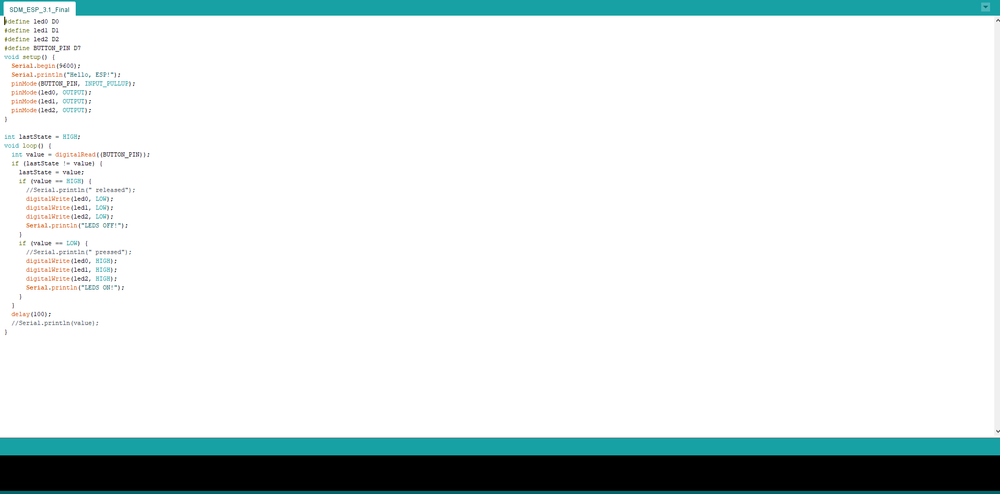 SDM_ESP_3.1_Final
#define led0 D0
#define led1 D1
#define led2 D2
#define BUTTON_PIN D7
void setup() {
  Serial.begin(9600);
  Serial.println("Hello, ESP!");
  pinMode(BUTTON_PIN, INPUT_PULLUP);
  pinMode(led0, OUTPUT);
  pinMode(led1, OUTPUT);
  pinMode(led2, OUTPUT);
}

int lastState = HIGH;
void loop() {
  int value = digitalRead((BUTTON_PIN));
  if (lastState != value) {
    lastState = value;
    if (value == HIGH) {
      //Serial.println(" released");
      digitalWrite(led0, LOW);
      digitalWrite(led1, LOW);
      digitalWrite(led2, LOW);
      Serial.println("LEDS OFF!");
    }
    if (value == LOW) {
      //Serial.println(" pressed");
      digitalWrite(led0, HIGH);
      digitalWrite(led1, HIGH);
      digitalWrite(led2, HIGH);
      Serial.println("LEDS ON!");
    }
  }
  delay(100);
  //Serial.println(value);
}